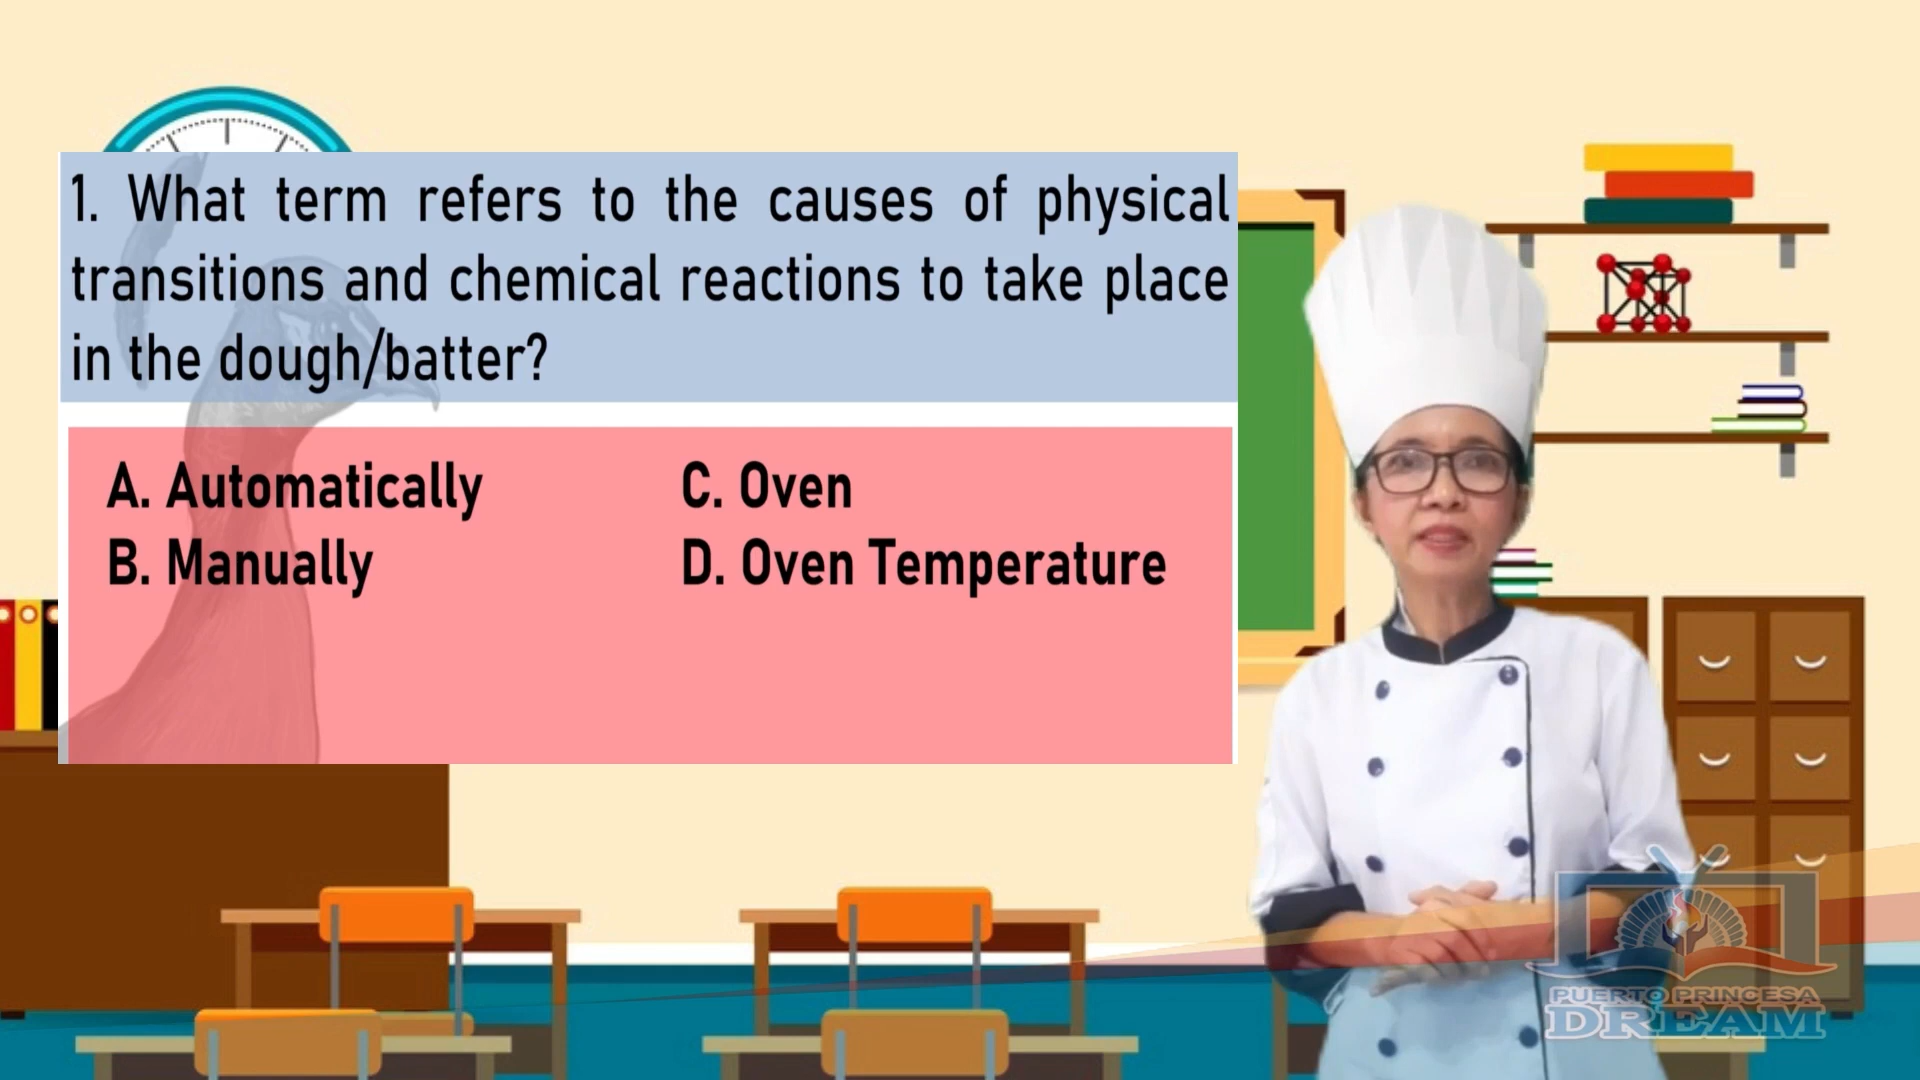 1. What term refers to the causes of physical
transitions and chemical reactions to take place
in the dough/batter?
A. Automatically
B. Manually
C. Oven
D. Oven Temperature
PUERTO PRINCESA
DREAM